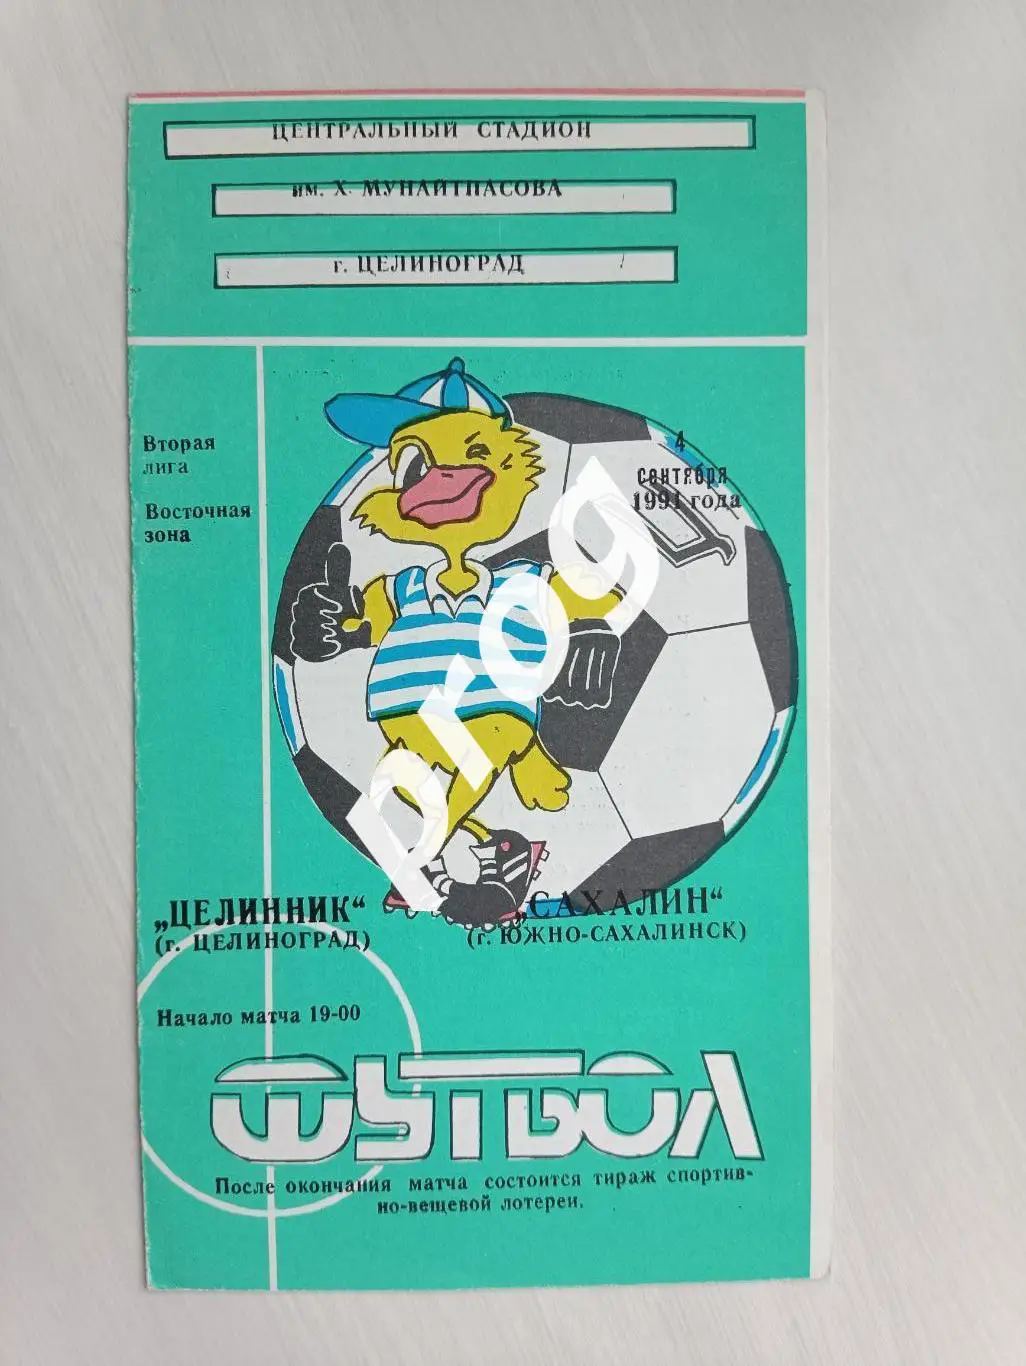 ЦЕНТРАЛЬНЫЙ СТАДИОН
им. Х. МУНАЙТПАСОВА
г. ЦЕЛИНОГРАД
Вторая
лига
Восточная
зона
4
сентября
1991 года
Ц
prog
„ЦЕЛИННИК“
(г. ЦЕЛИНОГРАД)
„САХАЛИН“
(г. ЮЖНО-САХАЛИНСК)
Начало матча 19-00
ФУТБОЛ
После окончания матча состоится тираж спортив-
но-вещевой лотереи.